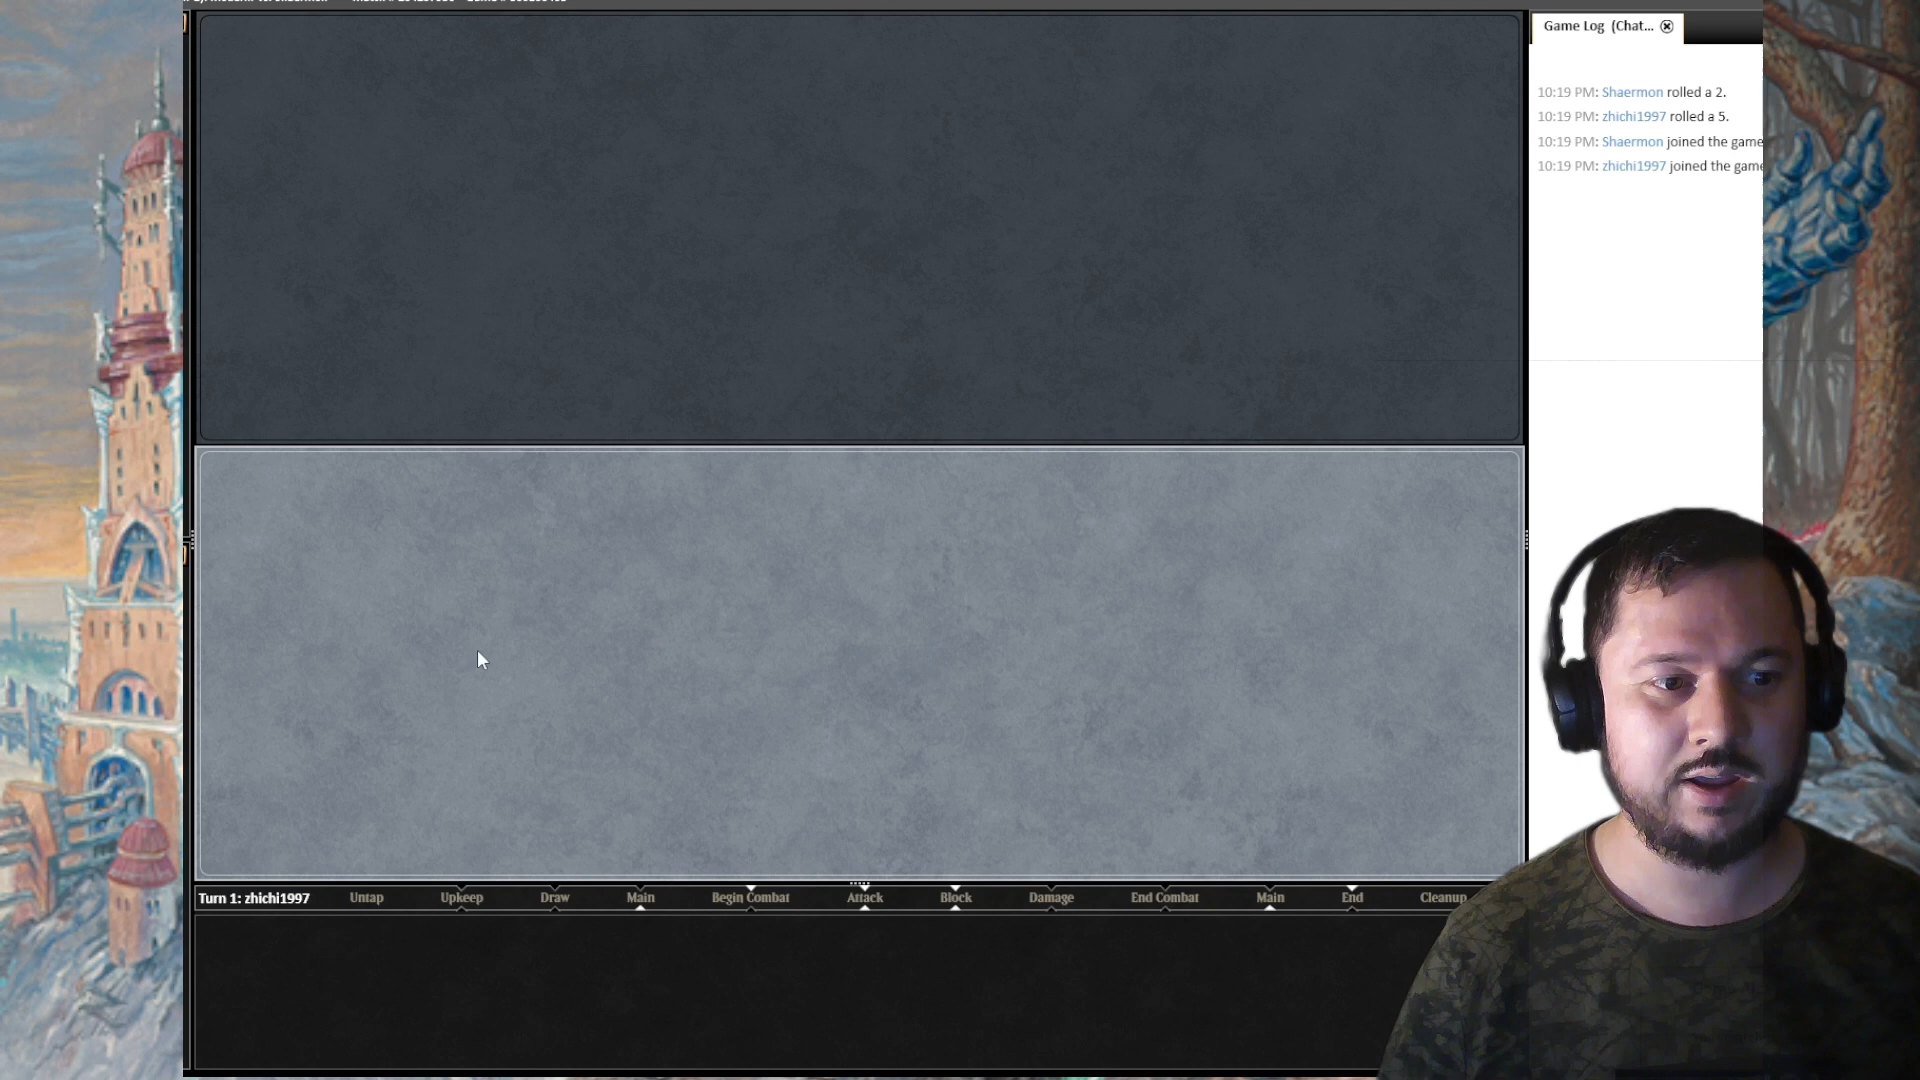 Game Log (Chat...
10:19 PM: Shaermon rolled a 2.
10:19 PM: zhichi1997 rolled a 5.
10:19 PM: Shaermon joined the game
10:19 PM: zhichi1997 joined the game
Turn 1: zhichi1997 Untap Upkeep Draw Main Begin Combat Attack Block Damage End Combat Main End Cleanup